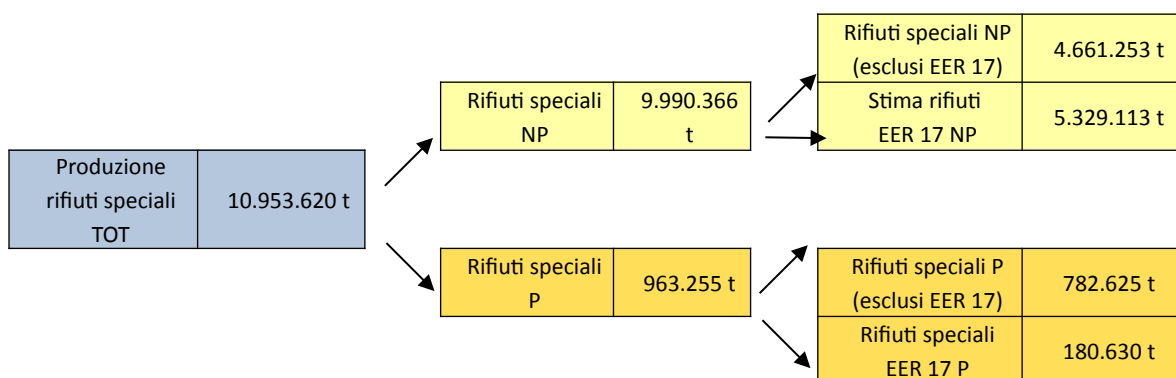 Rifiuti speciali NP
(esclusi EER 17)
4.661.253 t
Stima rifiuti
EER 17 NP
5.329.113 t
Rifiuti speciali
NP
9.990.366
t
Produzione
rifiuti speciali
TOT
10.953.620 t
Rifiuti speciali
P
963.255 t
Rifiuti speciali P
(esclusi EER 17)
782.625 t
Rifiuti speciali
EER 17 P
180.630 t